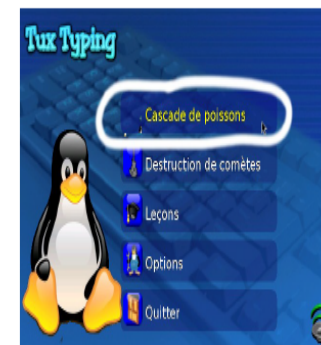 Tux Typing
Cascade de poissons
Destruction de comètes
Leçons
Options
Quitter